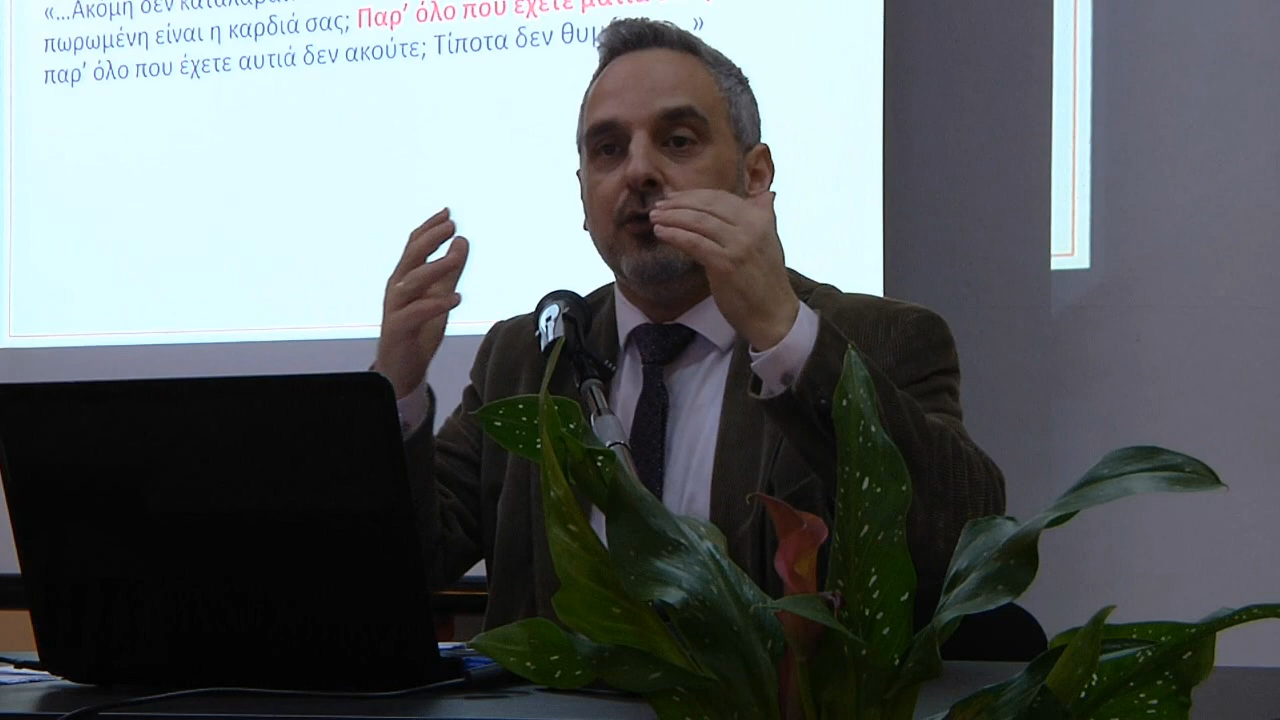 «...Ακόμη δεν
πωρωμένη είναι η καρδιά σας; Παρ’ όλο που έχετε μάτια
παρ’ όλο που έχετε αυτιά δεν ακούτε; Τίποτα δεν »